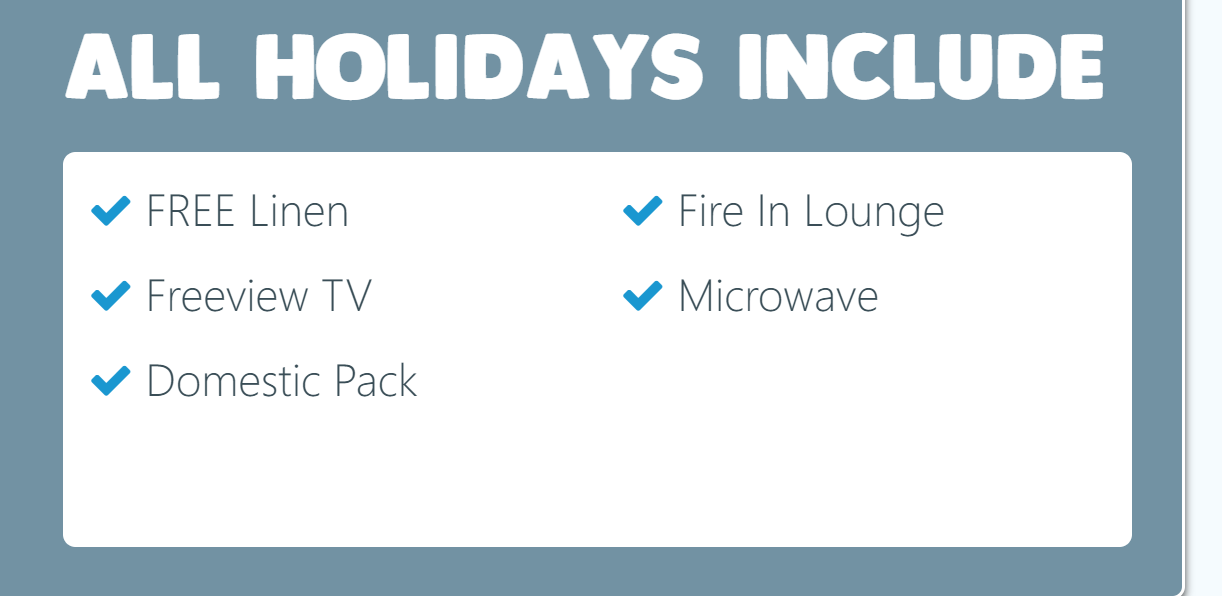 ALL HOLIDAYS INCLUDE
FREE Linen
Fire In Lounge
Freeview TV
Microwave
Domestic Pack